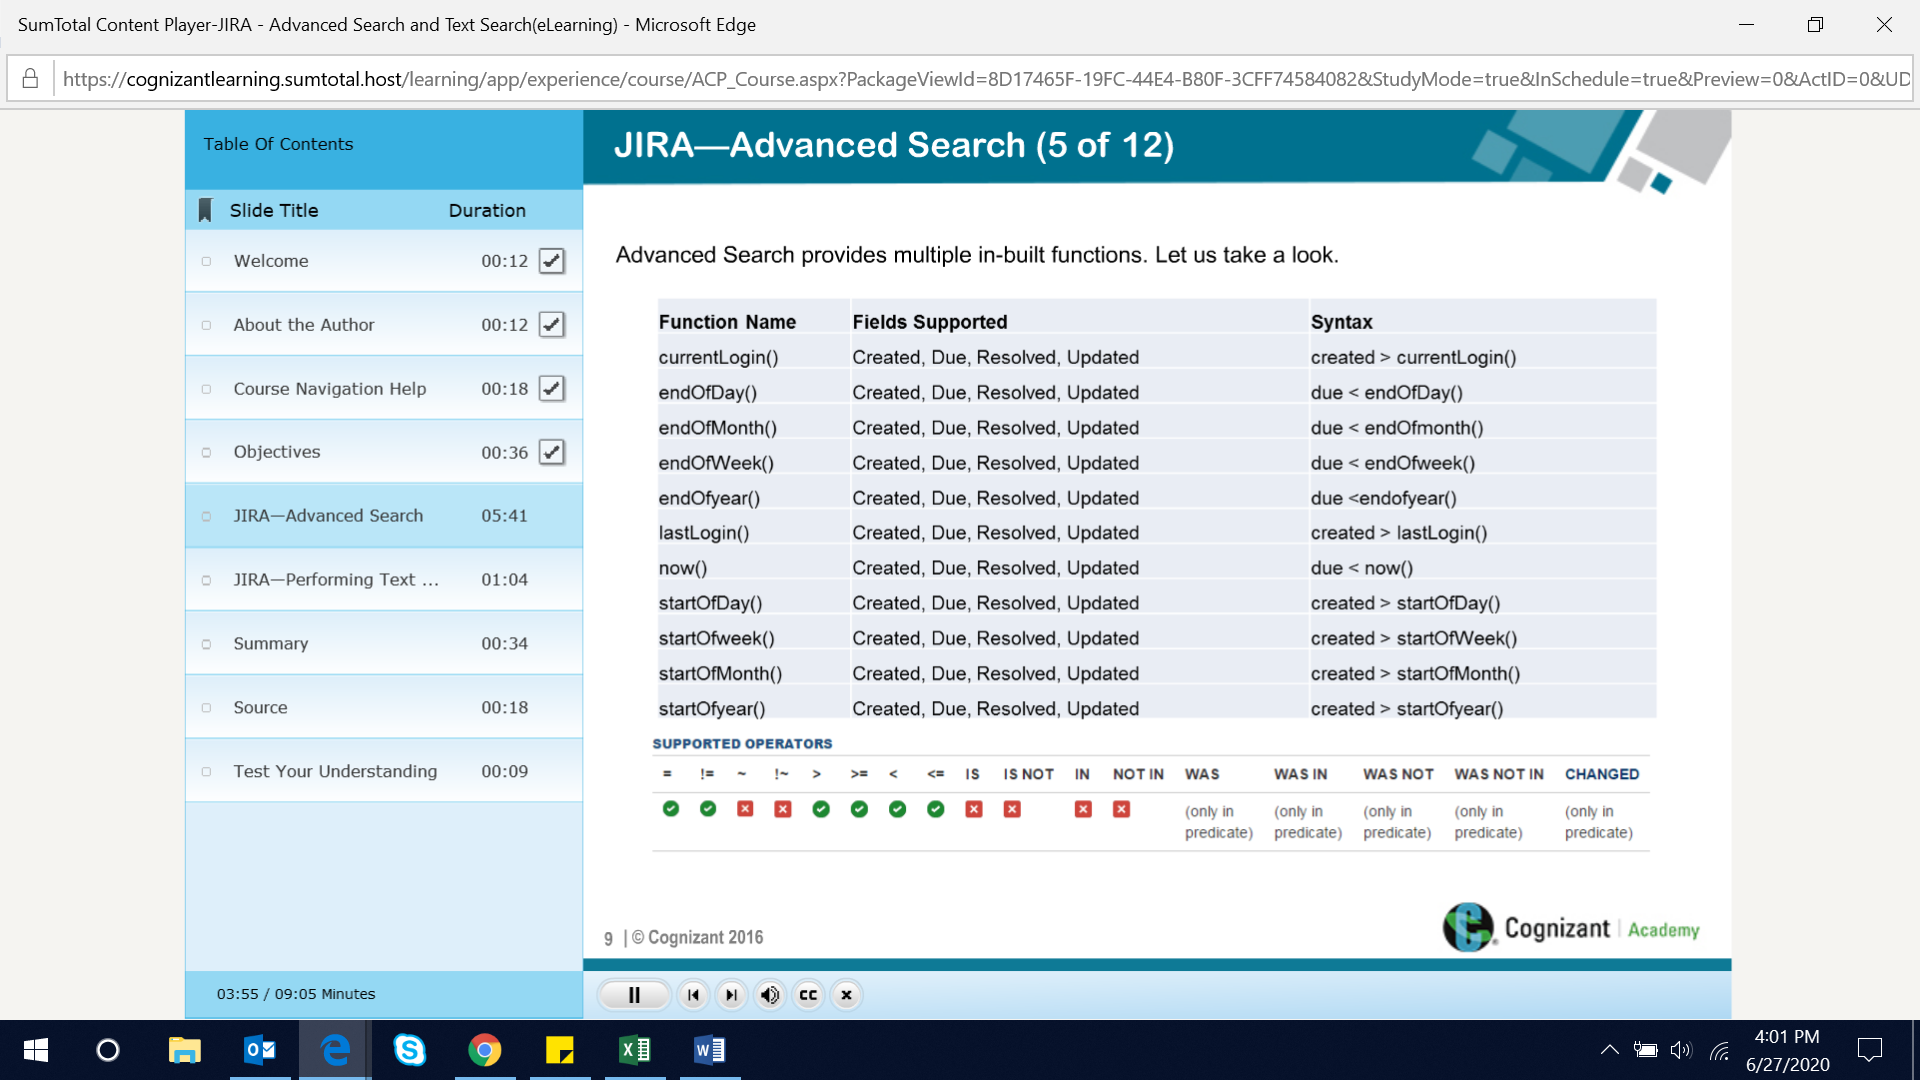 SumTotal Content Player-JIRA - Advanced Search and Text Search(eLearning) - Microsoft Edge
https://cognizantlearning.sumtotal.host/learning/app/experience/course/ACP_Course.aspx?PackageViewId=8D17465F-19FC-44E4-B80F-3CFF74584082&StudyMode=true&InSchedule=true&Preview=0&ActID=0&UD
Table Of Contents
Slide Title Duration
Welcome 00:12
About the Author 00:12
Course Navigation Help 00:18
Objectives 00:36
JIRA—Advanced Search 05:41
JIRA—Performing Text ... 01:04
Summary 00:34
Source 00:18
Test Your Understanding 00:09
03:55 / 09:05 Minutes
JIRA—Advanced Search (5 of 12)
Advanced Search provides multiple in-built functions. Let us take a look.
Function Name Fields Supported Syntax
currentLogin() Created, Due, Resolved, Updated created > currentLogin()
endOfDay() Created, Due, Resolved, Updated due < endOfDay()
endOfMonth() Created, Due, Resolved, Updated due < endOfmonth()
endOfWeek() Created, Due, Resolved, Updated due < endOfweek()
endOfyear() Created, Due, Resolved, Updated due <endofyear()
lastLogin() Created, Due, Resolved, Updated created > lastLogin()
now() Created, Due, Resolved, Updated due < now()
startOfDay() Created, Due, Resolved, Updated created > startOfDay()
startOfweek() Created, Due, Resolved, Updated created > startOfWeek()
startOfMonth() Created, Due, Resolved, Updated created > startOfMonth()
startOfyear() Created, Due, Resolved, Updated created > startOfyear()
SUPPORTED OPERATORS
= != ~ !~ > >= < <= IS IS NOT IN NOT IN WAS WAS IN WAS NOT WAS NOT IN CHANGED
(only in (only in (only in (only in (only in
predicate) predicate) predicate) predicate) predicate)
9 | © Cognizant 2016
Cognizant | Academy
CC
4:01 PM
6/27/2020